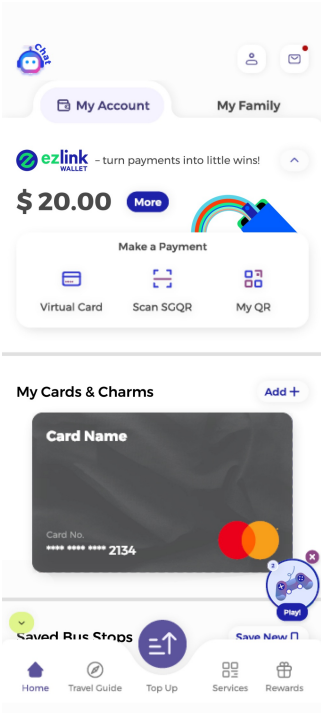 Chat
My Account
My Family
ezlink
WALLET
– turn payments into little wins!
$ 20.00
More
Make a Payment
Virtual Card
Scan SGQR
My QR
My Cards & Charms
Add +
Card Name
Card No.
**** **** **** 2134
2
Play!
Saved Bus Stops
Save New
Home
Travel Guide
Top Up
Services
Rewards